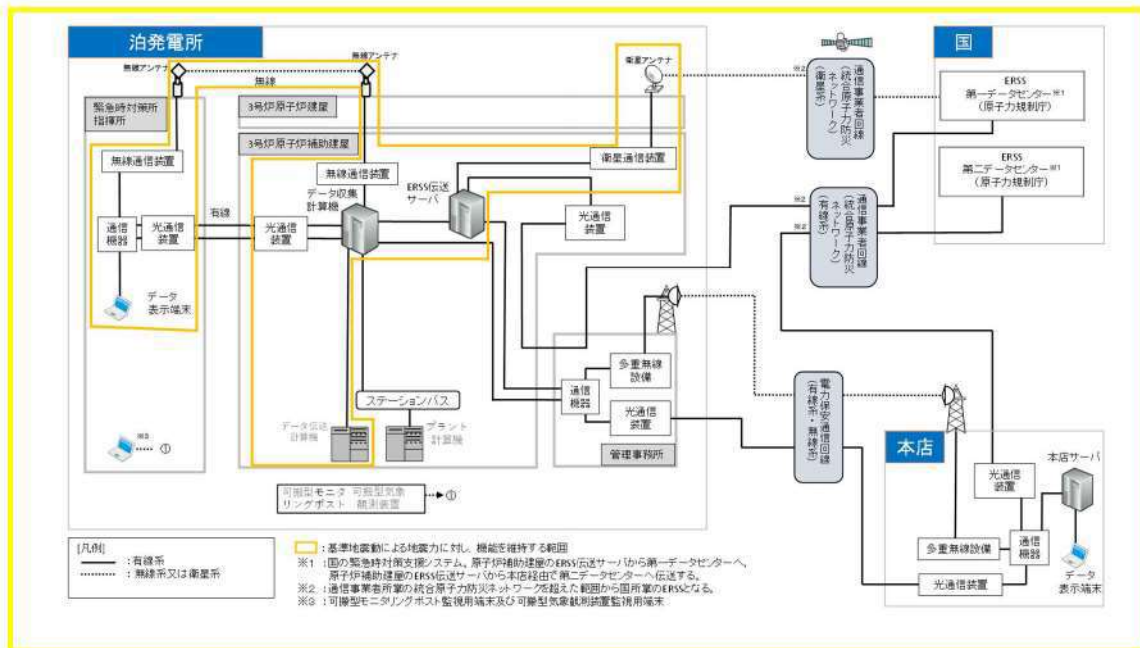 泊発電所
無線アンテナ
無線アンテナ
無線
衛星アンテナ
緊急時対策所
指揮所
3号炉原子炉建屋
3号炉原子炉補助建屋
無線通信装置
無線通信装置
データ収集
計算機
ERSS伝送
サーバ
衛星通信装置
光通信
装置
通信
機器
光通信
装置
有線
光通信
装置
データ
表示端末
ステーションバス
データ伝送
計算機
プラント
計算機
※3
①
可搬型モニタ
リングポスト
可搬型気象
観測装置
①
多重無線
設備
通信
機器
光通信
装置
管理事務所
※2
通信事業者回線
(統合原子力防災
ネットワーク)
(衛星系)
※2
※2
通信事業者回線
(統合原子力防災
ネットワーク)
(有線系)
電力保安通信回線
(有線系・無線系)
国
ERSS
第一データセンター※1
(原子力規制庁)
ERSS
第二データセンター※1
(原子力規制庁)
本店
光通信
装置
本店サーバ
多重無線設備
通信
機器
光通信装置
データ
表示端末
[凡例]
:有線系
:無線系又は衛星系
:基準地震動による地震力に対し、機能を維持する範囲
※1 :国の緊急時対策支援システム。原子炉補助建屋のERSS伝送サーバから第一データセンターへ、
原子炉補助建屋のERSS伝送サーバから本店経由で第二データセンターへ伝送する。
※2 :通信事業者所掌の統合原子力防災ネットワークを超えた範囲から国所掌のERSSとなる。
※3 :可搬型モニタリングポスト監視用端末及び可搬型気象観測装置監視用端末